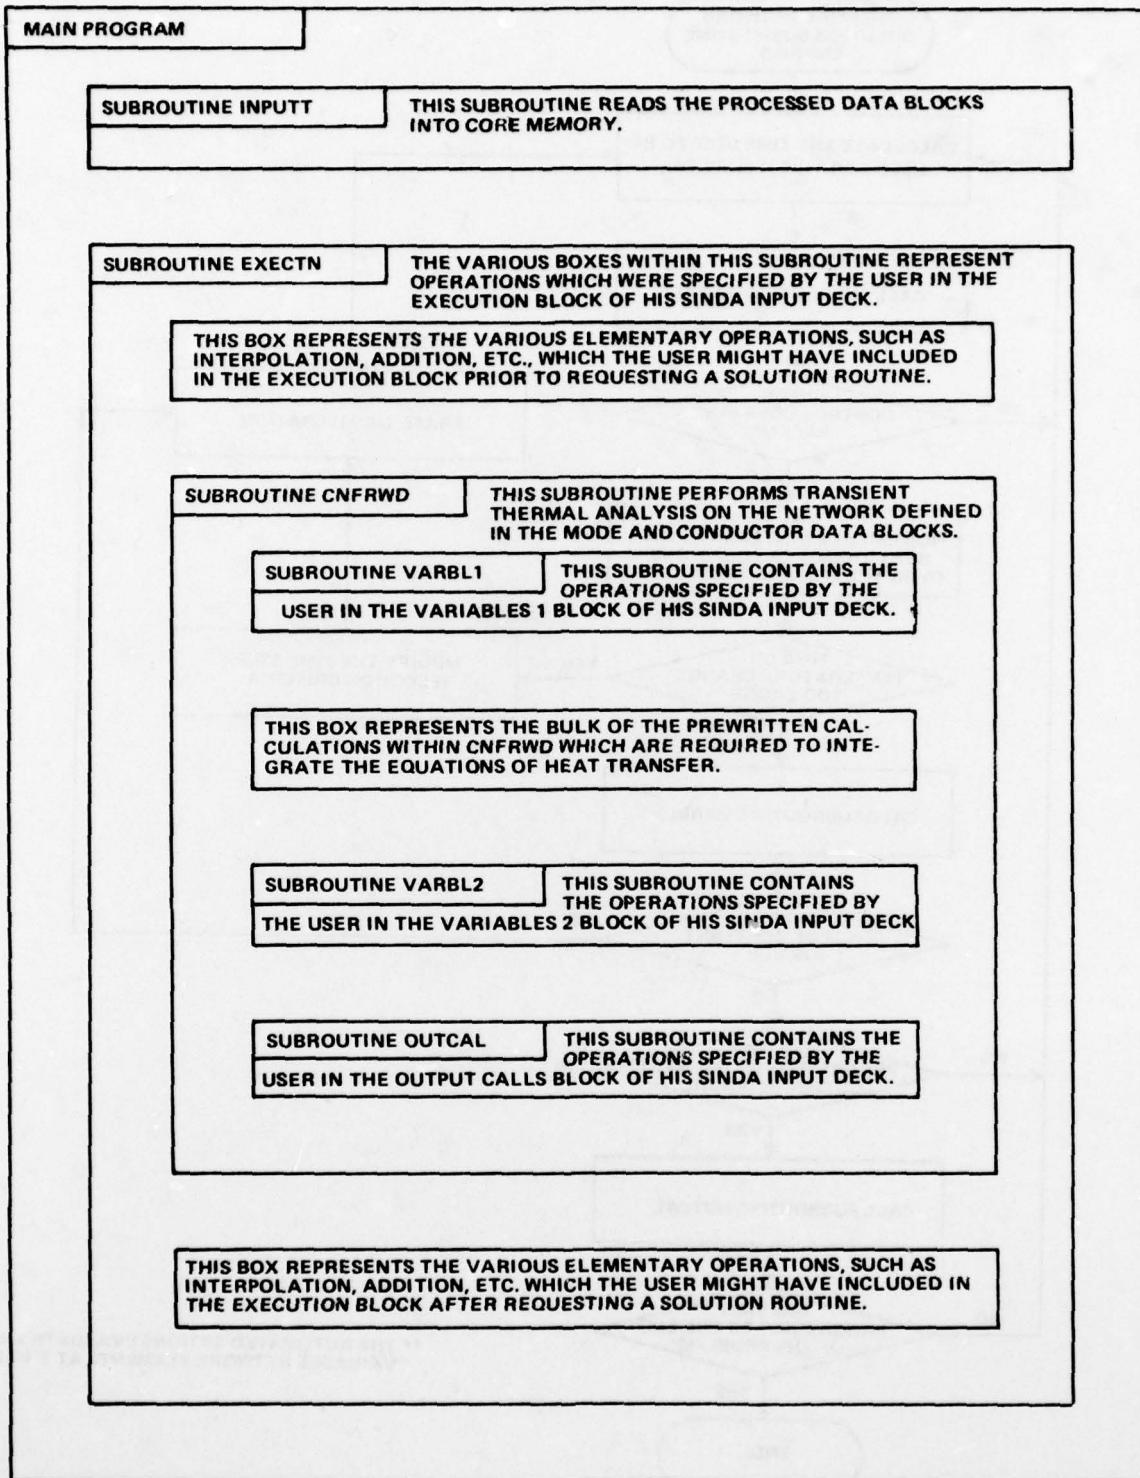 MAIN PROGRAM
SUBROUTINE INPUTT
THIS SUBROUTINE READS THE PROCESSED DATA BLOCKS
INTO CORE MEMORY.
SUBROUTINE EXECTN
THE VARIOUS BOXES WITHIN THIS SUBROUTINE REPRESENT
OPERATIONS WHICH WERE SPECIFIED BY THE USER IN THE
EXECUTION BLOCK OF HIS SINDA INPUT DECK.
THIS BOX REPRESENTS THE VARIOUS ELEMENTARY OPERATIONS, SUCH AS
INTERPOLATION, ADDITION, ETC., WHICH THE USER MIGHT HAVE INCLUDED
IN THE EXECUTION BLOCK PRIOR TO REQUESTING A SOLUTION ROUTINE.
SUBROUTINE CNFRWD
THIS SUBROUTINE PERFORMS TRANSIENT
THERMAL ANALYSIS ON THE NETWORK DEFINED
IN THE MODE AND CONDUCTOR DATA BLOCKS.
SUBROUTINE VARBL1
THIS SUBROUTINE CONTAINS THE
OPERATIONS SPECIFIED BY THE
USER IN THE VARIABLES 1 BLOCK OF HIS SINDA INPUT DECK.
THIS BOX REPRESENTS THE BULK OF THE PREWRITTEN CAL-
CULATIONS WITHIN CNFRWD WHICH ARE REQUIRED TO INTE-
GRATE THE EQUATIONS OF HEAT TRANSFER.
SUBROUTINE VARBL2
THIS SUBROUTINE CONTAINS
THE OPERATIONS SPECIFIED BY
THE USER IN THE VARIABLES 2 BLOCK OF HIS SINDA INPUT DECK
SUBROUTINE OUTCAL
THIS SUBROUTINE CONTAINS THE
OPERATIONS SPECIFIED BY THE
USER IN THE OUTPUT CALLS BLOCK OF HIS SINDA INPUT DECK.
THIS BOX REPRESENTS THE VARIOUS ELEMENTARY OPERATIONS, SUCH AS
INTERPOLATION, ADDITION, ETC. WHICH THE USER MIGHT HAVE INCLUDED IN
THE EXECUTION BLOCK AFTER REQUESTING A SOLUTION ROUTINE.